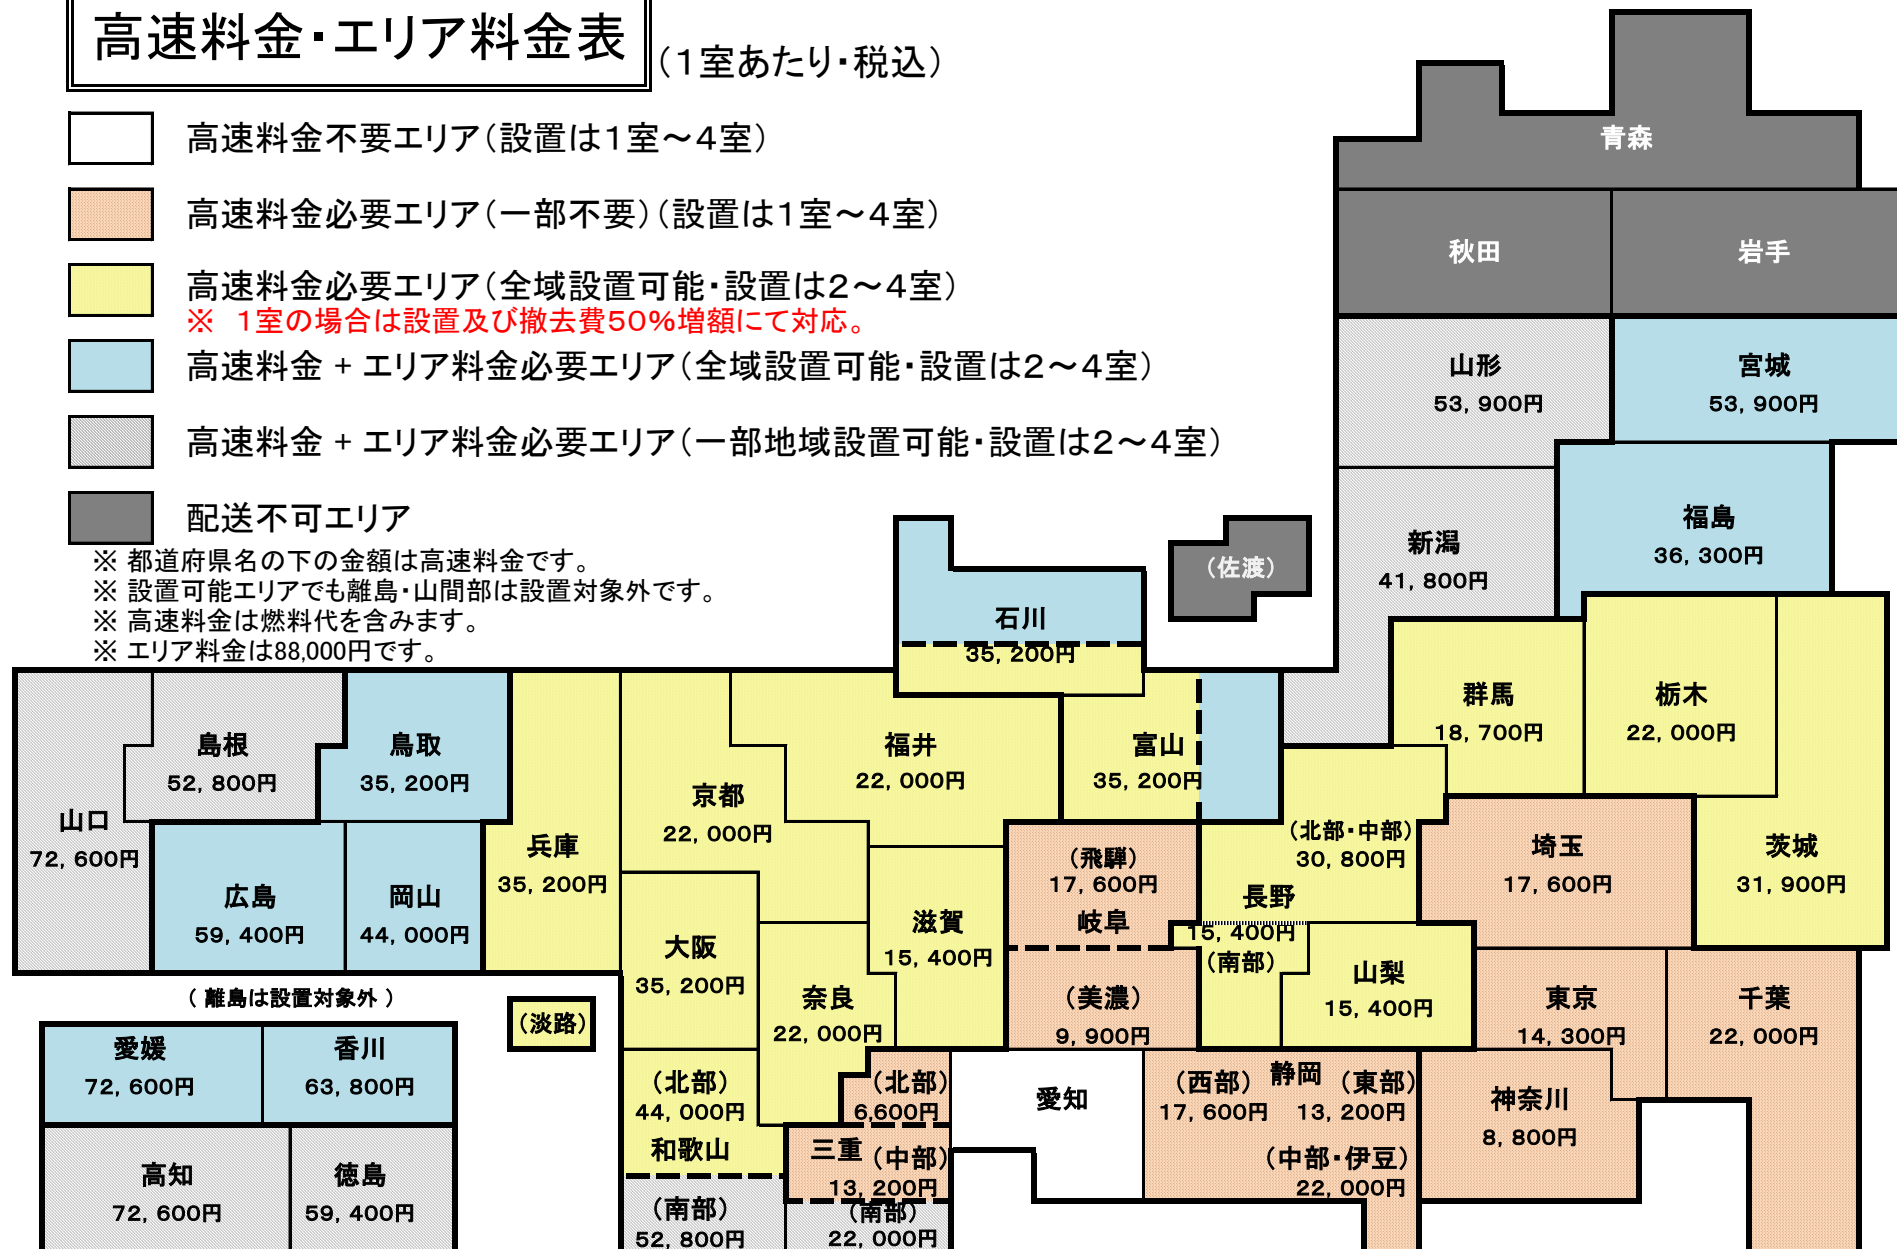 高速料金・エリア料金表
（１室あたり・税込）
高速料金不要エリア（設置は１室～４室）
高速料金必要エリア（一部不要）（設置は１室～４室）
高速料金必要エリア（全域設置可能・設置は２～４室）
※　１室の場合は設置及び撤去費５０％増額にて対応。
高速料金 + エリア料金必要エリア（全域設置可能・設置は２～４室）
高速料金 + エリア料金必要エリア（一部地域設置可能・設置は２～４室）
配送不可エリア
※ 都道府県名の下の金額は高速料金です。
※ 設置可能エリアでも離島・山間部は設置対象外です。
※ 高速料金は燃料代を含みます。
※ エリア料金は88,000円です。
青森
秋田
岩手
山形
53, 900円
宮城
53, 900円
新潟
41, 800円
福島
36, 300円
（佐渡）
石川
35, 200円
群馬
18, 700円
栃木
22, 000円
茨城
31, 900円
富山
35, 200円
福井
22, 000円
京都
22, 000円
兵庫
35, 200円
鳥取
35, 200円
島根
52, 800円
山口
72, 600円
広島
59, 400円
岡山
44, 000円
大阪
35, 200円
滋賀
15, 400円
奈良
22, 000円
（飛騨）
17, 600円
岐阜
（美濃）
9, 900円
（北部・中部）
30, 800円
長野
15, 400円
（南部）
山梨
15, 400円
埼玉
17, 600円
東京
14, 300円
千葉
22, 000円
神奈川
8, 800円
静岡
（西部）
17, 600円
（東部）
13, 200円
（中部・伊豆）
22, 000円
愛知
三重
（北部）
6,600円
（中部）
13, 200円
（南部）
22, 000円
（北部）
44, 000円
和歌山
（南部）
52, 800円
（淡路）
（ 離島は設置対象外 ）
愛媛
72, 600円
香川
63, 800円
高知
72, 600円
徳島
59, 400円